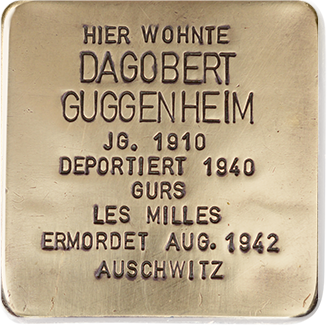 HIER WOHNTE
DAGOBERT
GUGGENHEIM
JG. 1910
DEPORTIERT 1940
GURS
LES MILLES
ERMORDET AUG. 1942
AUSCHWITZ